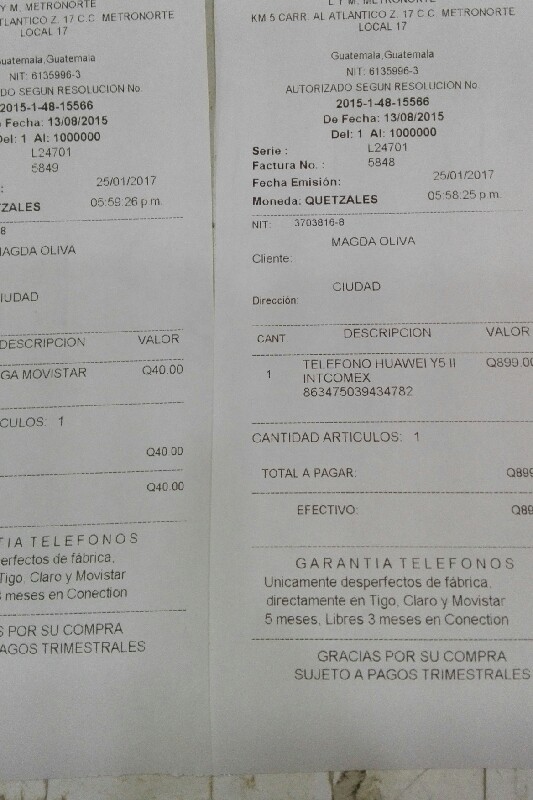 Y M. METRONORTE
TLANTICO Z. 17 C.C. METRONORTE
LOCAL 17
uatemala,Guatemala
NIT: 6135996-3
ADO SEGUN RESOLUCION No.
2015-1-48-15566
e Fecha: 13/08/2015
Del: 1 Al: 1000000
L24701
5849
:
25/01/2017
05:59:26 p.m.
TZALES
8
MAGDA OLIVA
IUDAD
DESCRIPCION VALOR
GA MOVISTAR Q40.00
CULOS: 1
Q40.00
Q40.00
TIA TELEFONOS
erfectos de fábrica,
Tigo, Claro y Movistar
3 meses en Conection
S POR SU COMPRA
PAGOS TRIMESTRALES
L Y M. METRONORTE
KM 5 CARR. AL ATLANTICO Z. 17 C.C. METRONORTE
LOCAL 17
Guatemala,Guatemala
NIT: 6135996-3
AUTORIZADO SEGUN RESOLUCION No.
2015-1-48-15566
De Fecha: 13/08/2015
Del: 1 Al: 1000000
Serie : L24701
Factura No. : 5848
Fecha Emisión: 25/01/2017
Moneda: QUETZALES 05:58:25 p.m.
NIT: 3703816-8
MAGDA OLIVA
Cliente:
CIUDAD
Dirección:
CANT DESCRIPCION VALOR
1 TELEFONO HUAWEI Y5 II Q899.00
INTCOMEX
863475039434782
CANTIDAD ARTICULOS: 1
TOTAL A PAGAR: Q899
EFECTIVO: Q89
GARANTIA TELEFONOS
Unicamente desperfectos de fábrica,
directamente en Tigo, Claro y Movistar
5 meses, Libres 3 meses en Conection
GRACIAS POR SU COMPRA
SUJETO A PAGOS TRIMESTRALES